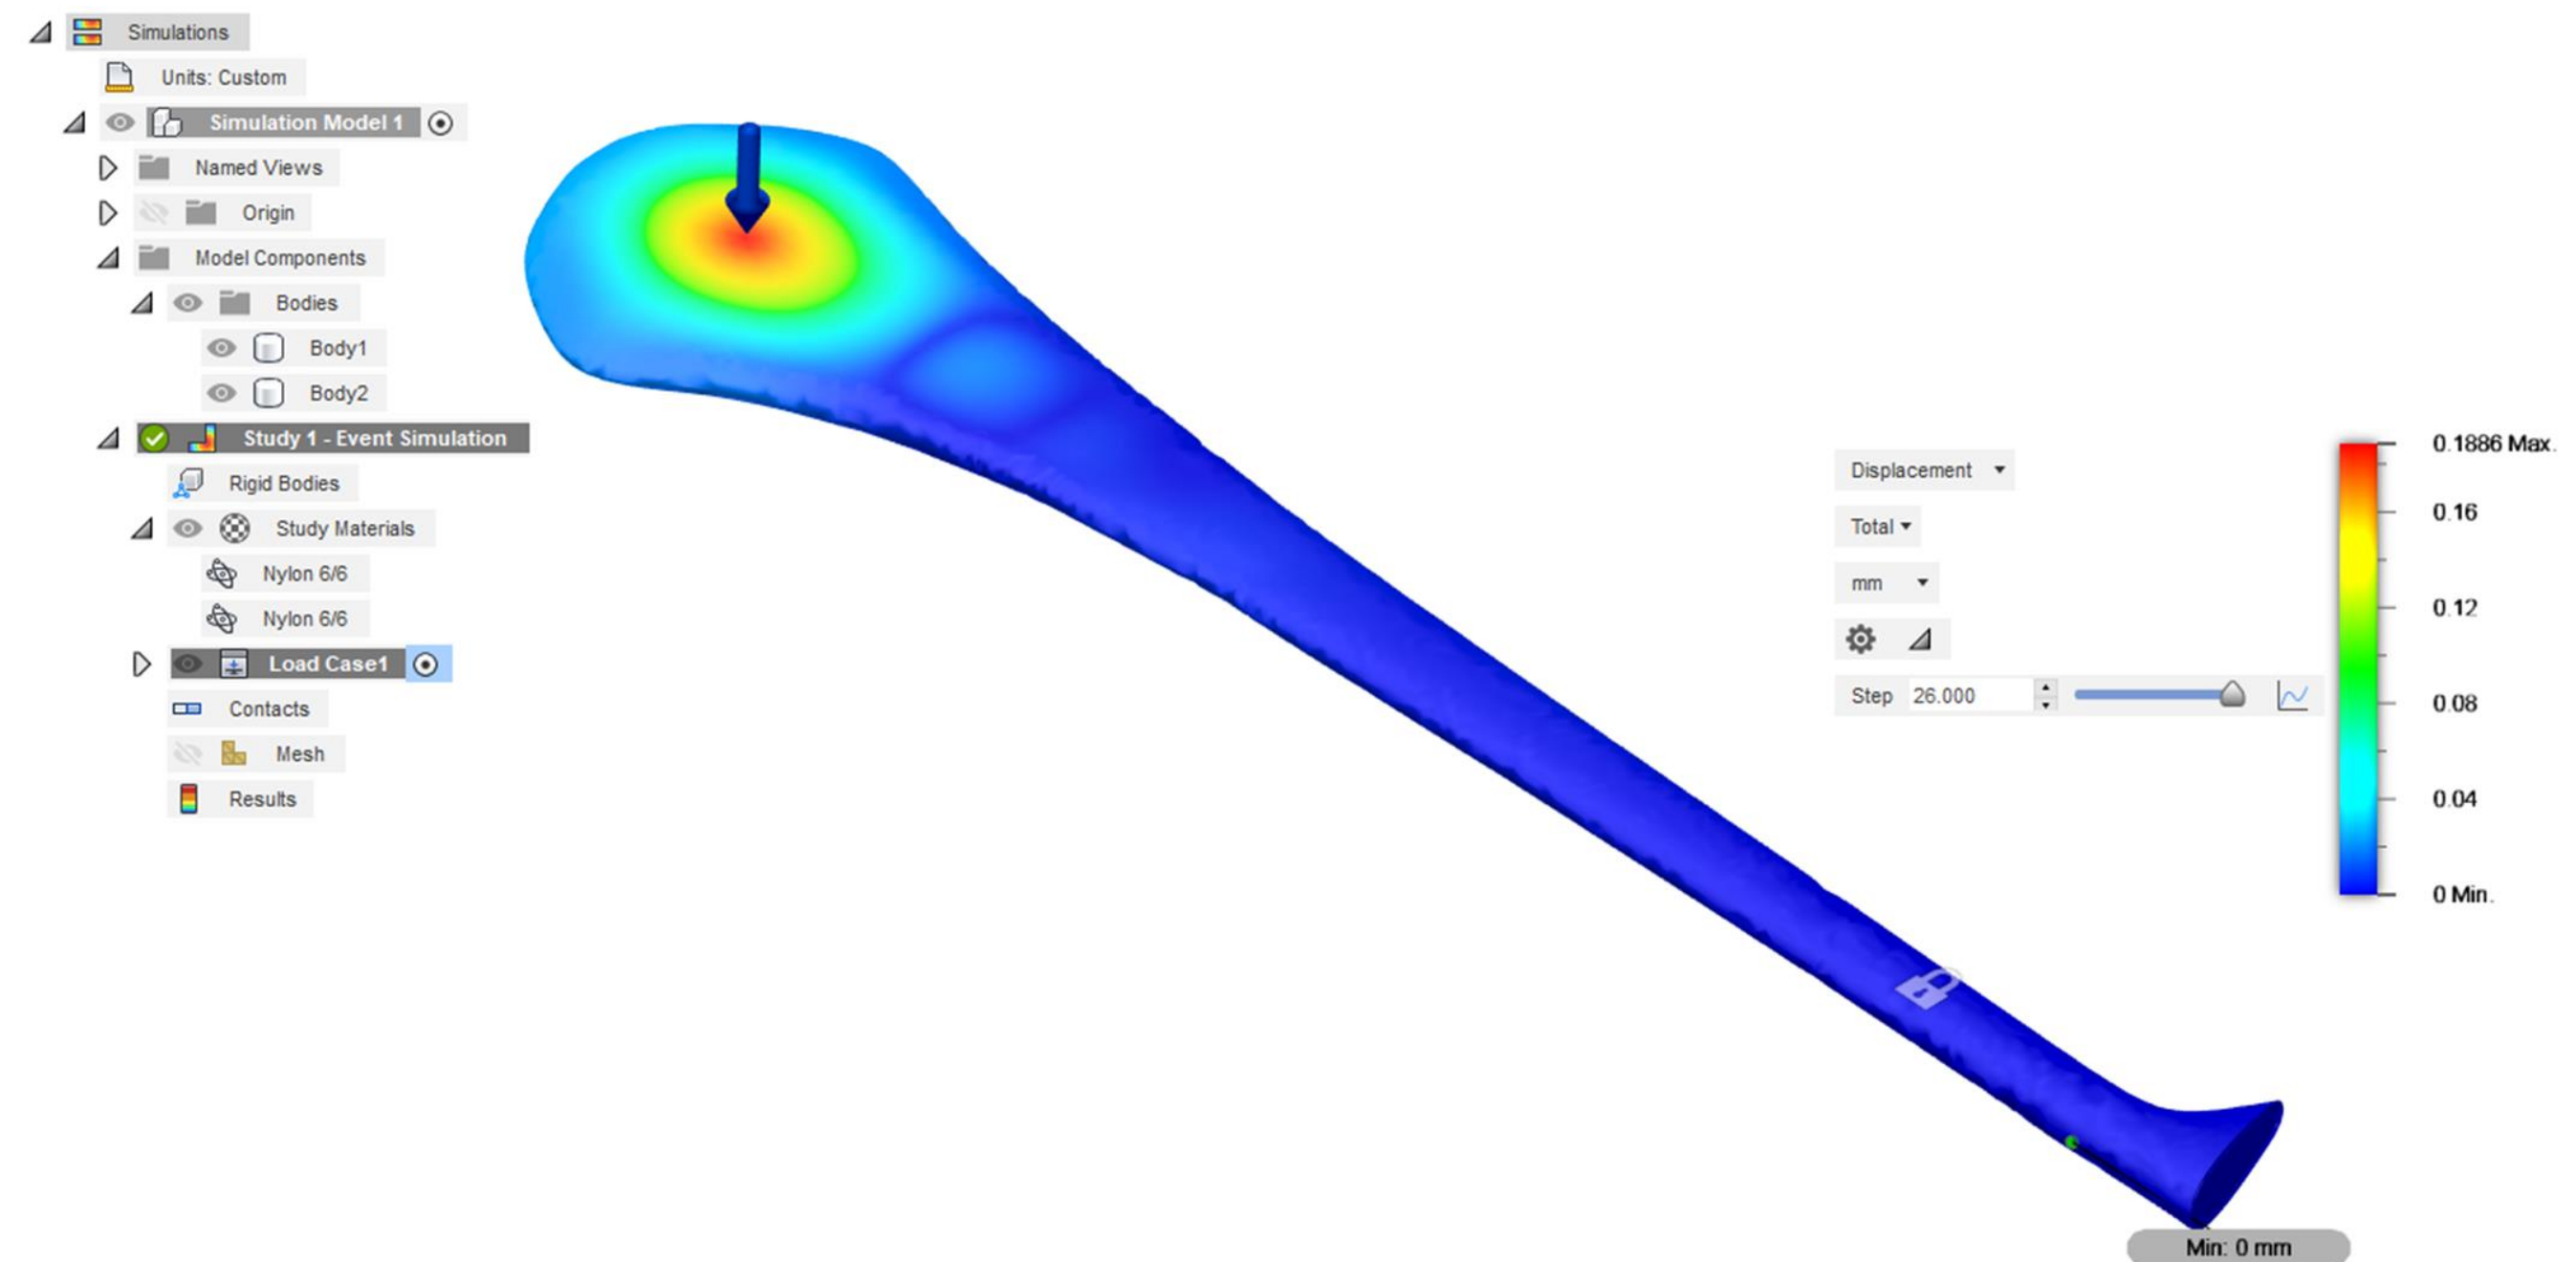 Simulations
Units: Custom
Simulation Model 1
Named Views
Origin
Model Components
Bodies
Body1
Body2
Study 1 - Event Simulation
Rigid Bodies
Study Materials
Nylon 6/6
Nylon 6/6
Load Case1
Contacts
Mesh
Results
Displacement
Total
mm
Step 26.000
0.1886 Max.
0.16
0.12
0.08
0.04
0 Min.
Min: 0 mm